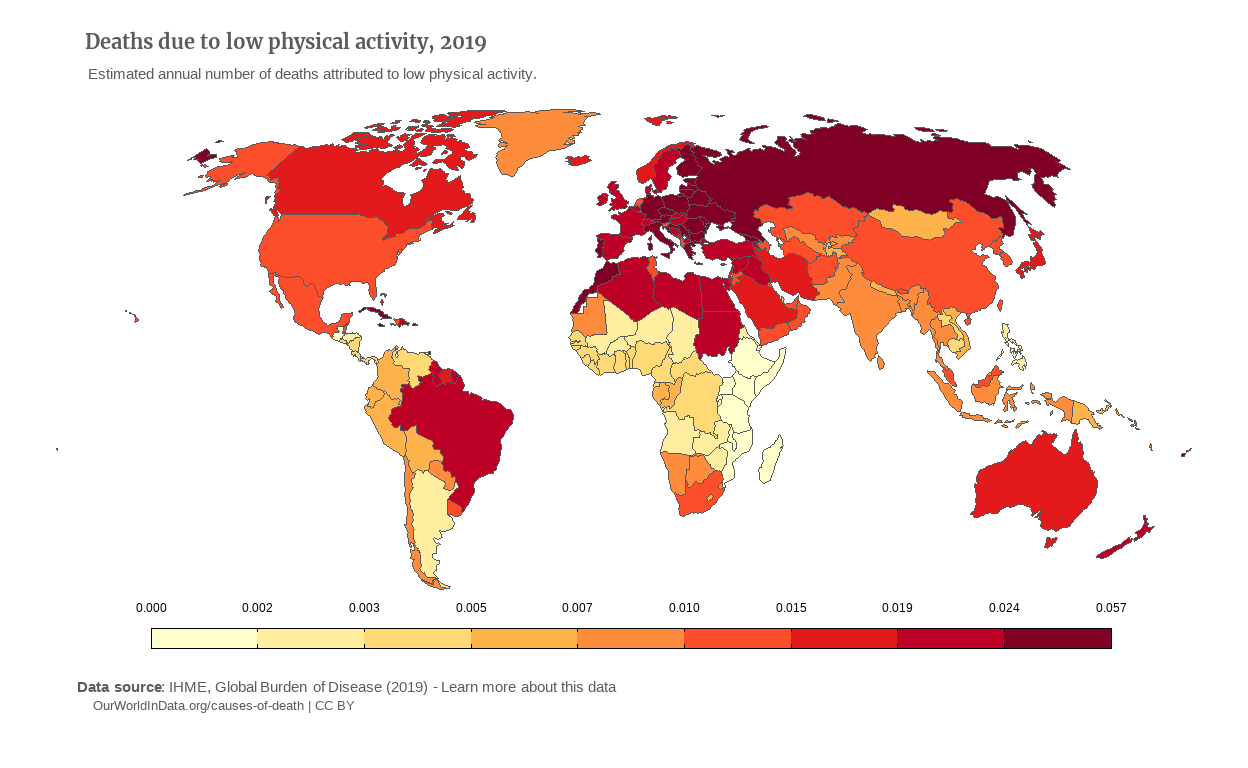 Deaths due to low physical activity, 2019
Estimated annual number of deaths attributed to low physical activity.
0.000 0.002 0.003 0.005 0.007 0.010 0.015 0.019 0.024 0.057
Data source: IHME, Global Burden of Disease (2019) - Learn more about this data
OurWorldInData.org/causes-of-death | CC BY